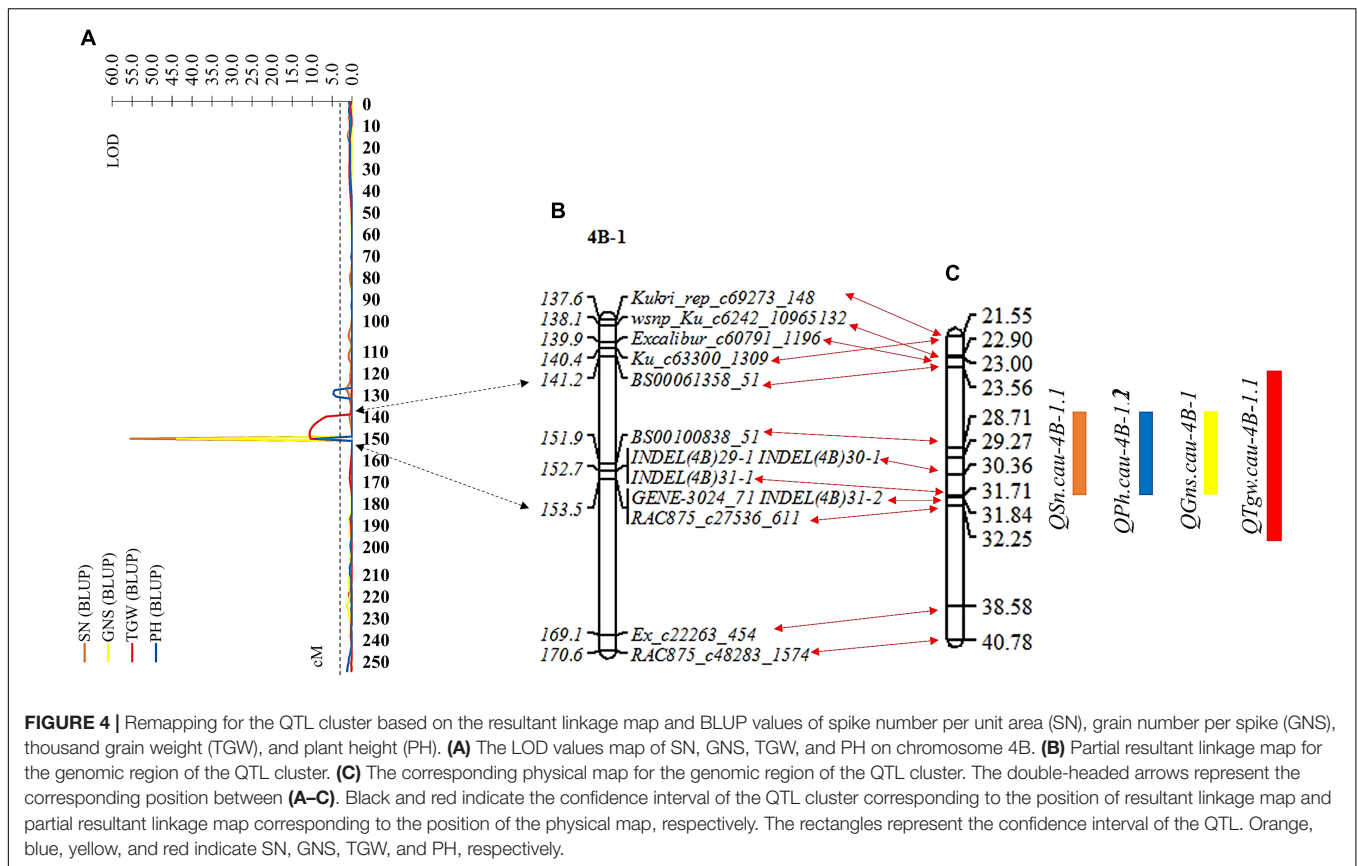 A
60.0
55.0
50.0
45.0
40.0
35.0
30.0
25.0
20.0
15.0
10.0
5.0
0.0
LOD
0
10
20
30
40
50
60
70
80
90
100
110
120
130
140
150
160
170
180
190
200
210
220
230
240
250
cM
SN (BLUP)
GNS (BLUP)
TGW (BLUP)
PH (BLUP)
B
4B-1
137.6 Kukri_rep_c69273_148
138.1 wsnp_Ku_c6242_10965132
139.9 Excalibur_c60791_1196
140.4 Ku_c63300_1309
141.2 BS00061358_51
151.9 BS00100838_51
152.7 INDEL(4B)29-1 INDEL(4B)30-1
INDEL(4B)31-1
153.5 GENE-3024_71 INDEL(4B)31-2
RAC875_c27536_611
169.1 Ex_c22263_454
170.6 RAC875_c48283_1574
C
21.55
22.90
23.00
23.56
28.71
29.27
30.36
31.71
31.84
32.25
38.58
40.78
QSn.cau-4B-1.1
QPh.cau-4B-1.2
QGns.cau-4B-1
QTgw.cau-4B-1.1
FIGURE 4 | Remapping for the QTL cluster based on the resultant linkage map and BLUP values of spike number per unit area (SN), grain number per spike (GNS),
thousand grain weight (TGW), and plant height (PH). (A) The LOD values map of SN, GNS, TGW, and PH on chromosome 4B. (B) Partial resultant linkage map for
the genomic region of the QTL cluster. (C) The corresponding physical map for the genomic region of the QTL cluster. The double-headed arrows represent the
corresponding position between (A–C). Black and red indicate the confidence interval of the QTL cluster corresponding to the position of resultant linkage map and
partial resultant linkage map corresponding to the position of the physical map, respectively. The rectangles represent the confidence interval of the QTL. Orange,
blue, yellow, and red indicate SN, GNS, TGW, and PH, respectively.